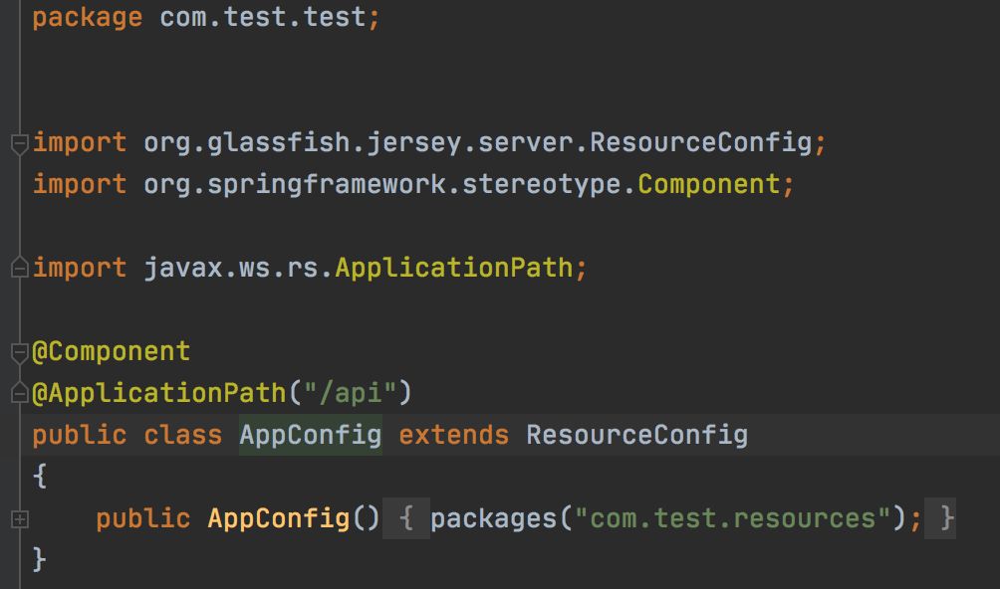 package com.test.test;
import org.glassfish.jersey.server.ResourceConfig;
import org.springframework.stereotype.Component;
import javax.ws.rs.ApplicationPath;
@Component
@ApplicationPath("/api")
public class AppConfig extends ResourceConfig
{
public AppConfig() { packages("com.test.resources"); }
}